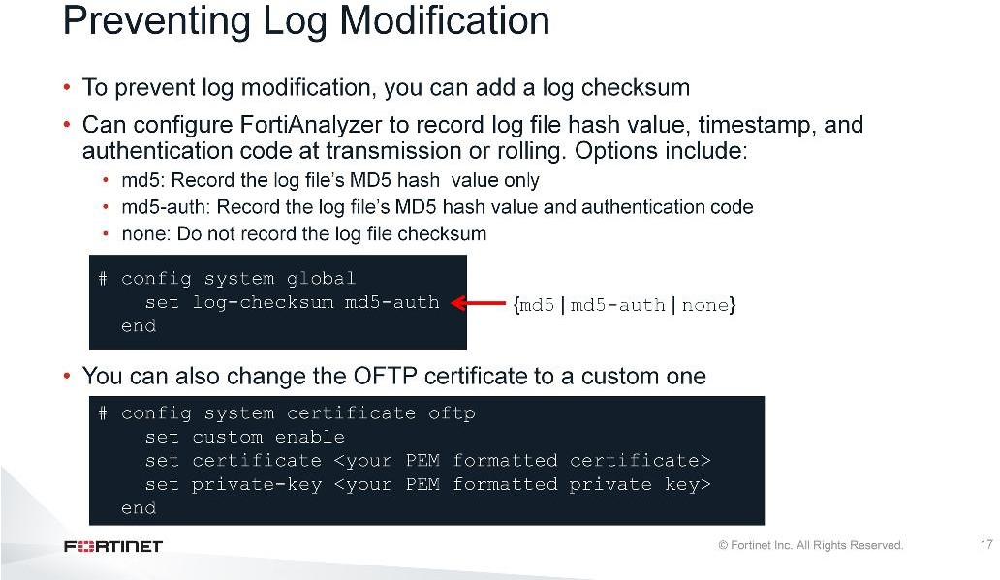 Preventing Log Modification
• To prevent log modification, you can add a log checksum
• Can configure FortiAnalyzer to record log file hash value, timestamp, and
authentication code at transmission or rolling. Options include:
• md5: Record the log file's MD5 hash  value only
• md5-auth: Record the log file's MD5 hash value and authentication code
• none: Do not record the log file checksum
# config system global
set log-checksum md5-auth {md5|md5-auth|none}
end
• You can also change the OFTP certificate to a custom one
# config system certificate oftp
set custom enable
set certificate <your PEM formatted certificate>
set private-key <your PEM formatted private key>
end
FORTINET © Fortinet Inc. All Rights Reserved. 17